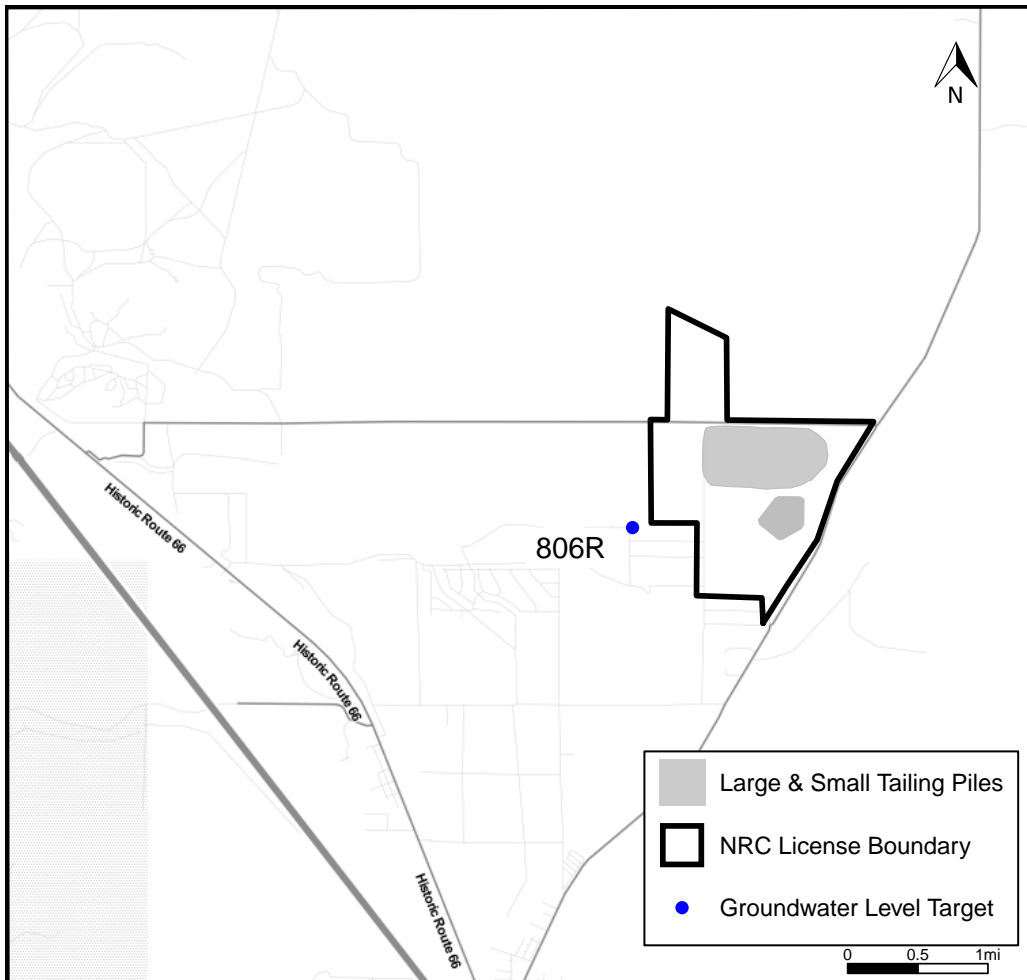 N
Historic Route 66
806R
Historic Route 66
Large & Small Tailing Piles
NRC License Boundary
Historic Route 66
Groundwater Level Target
0 0.5 1mi